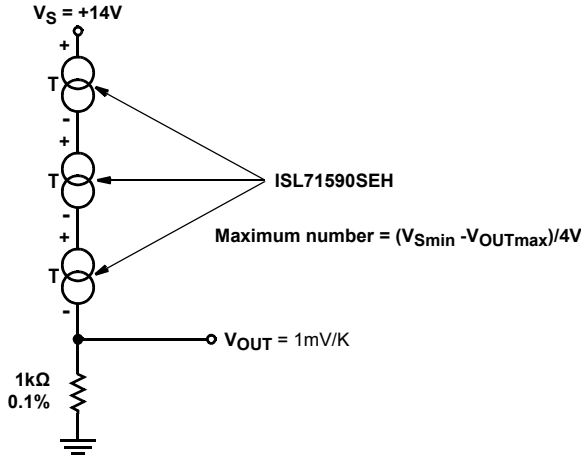 V_S = +14V
+
T
-
+
T
-
ISL71590SEH
+
Maximum number = (V_Smin -V_OUTmax)/4V
T
-
V_OUT = 1mV/K
1kΩ
0.1%